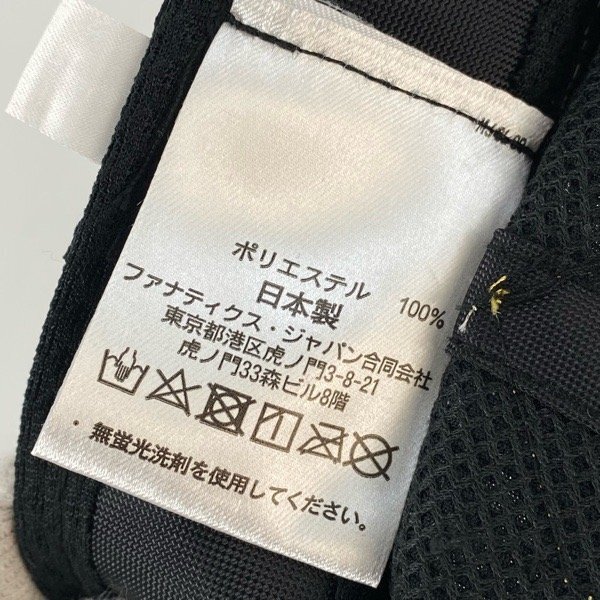 ポリエステル 100%
日本製
ファナティクス・ジャパン合同会社
東京都港区虎ノ門3-8-21
虎ノ門33森ビル8階
・無蛍光洗剤を使用してください。